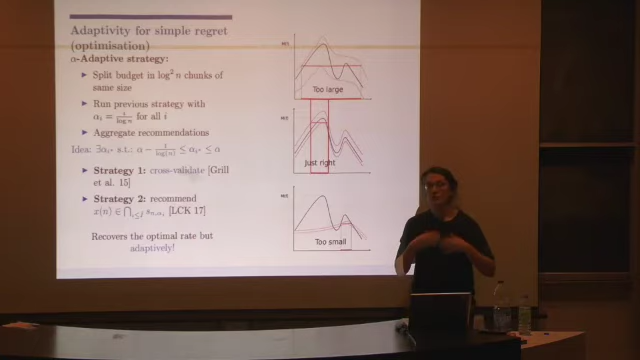 Adaptivity for simple regret
(optimisation)
α-Adaptive strategy:
▶ Split budget in log² n chunks of
same size
▶ Run previous strategy with
αᵢ = 1/log n for all i
▶ Aggregate recommendations
Idea: ∃αᵢ* s.t.: α − 1/log(n) ≤ αᵢ* ≤ α
▶ Strategy 1: cross-validate [Grill
et al. 15]
▶ Strategy 2: recommend
[LCK 17]
Recovers the optimal rate but
adaptively!
Too large
Just right
Too small